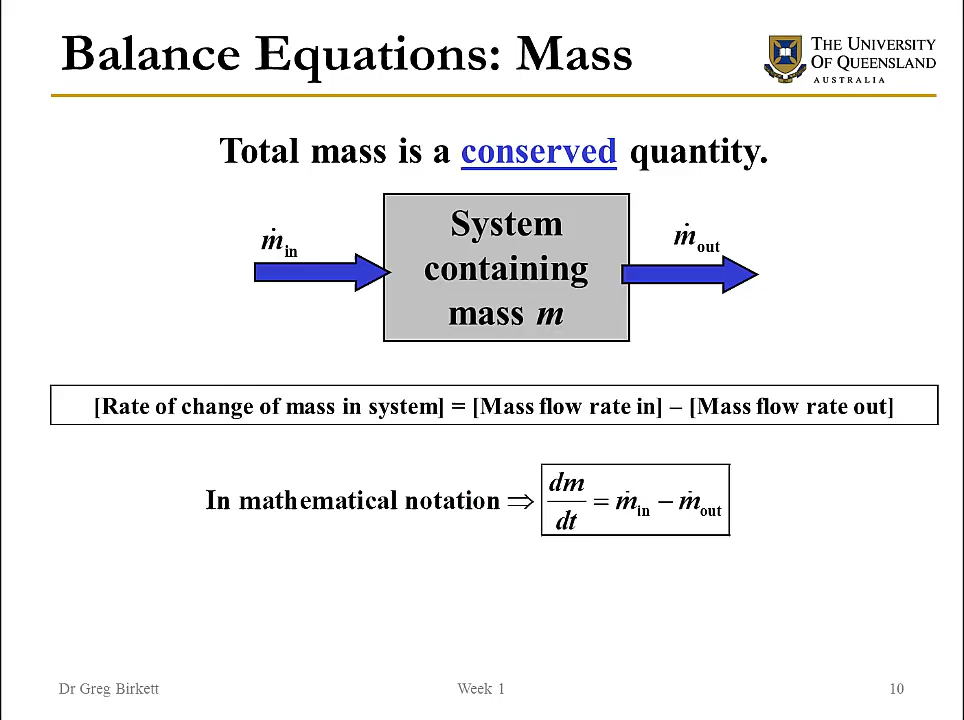 Balance Equations: Mass
THE UNIVERSITY
OF QUEENSLAND
AUSTRALIA
Total mass is a conserved quantity.
ṁin
System
containing
mass m
ṁout
[Rate of change of mass in system] = [Mass flow rate in] – [Mass flow rate out]
In mathematical notation ⇒ dm/dt = ṁin − ṁout
Dr Greg Birkett
Week 1
10